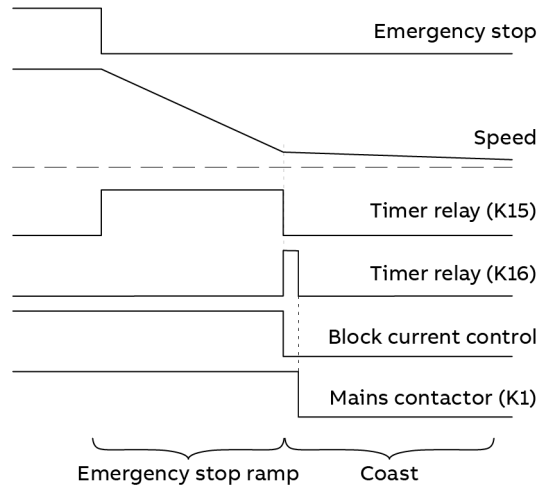 Emergency stop
Speed
Timer relay (K15)
Timer relay (K16)
Block current control
Mains contactor (K1)
Emergency stop ramp
Coast